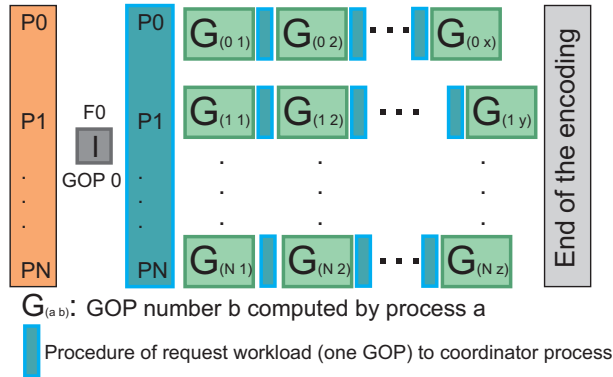 P0 P0 G(0 1) G(0 2) ... G(0 x)
F0
P1 I P1 G(1 1) G(1 2) ... G(1 y)
GOP 0
. . . . .
. . . . .
. . . . .
PN PN G(N 1) G(N 2) ... G(N z)
End of the encoding
G(a b): GOP number b computed by process a
Procedure of request workload (one GOP) to coordinator process